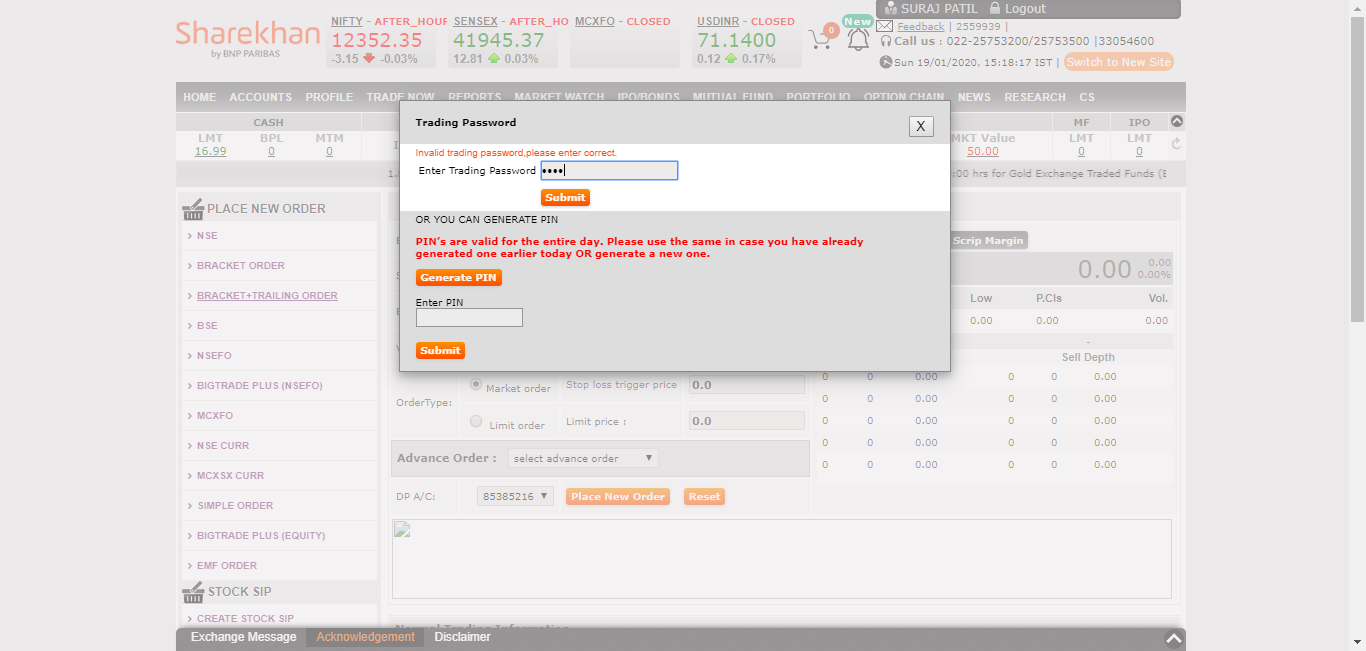 SURAJ PATIL Logout
Sharekhan
by BNP PARIBAS
NIFTY - AFTER_HOUR SENSEX - AFTER_HO MCXFO - CLOSED USDINR - CLOSED
12352.35 41945.37 71.1400
-3.15 -0.03% 12.81 0.03% 0.12 0.17%
0 New
Feedback | 2559939 |
Call us : 022-25753200/25753500 |33054600
Sun 19/01/2020, 15:18:17 IST | Switch to New Site
HOME ACCOUNTS PROFILE TRADE NOW REPORTS MARKET WATCH IPO/BONDS MUTUAL FUND PORTFOLIO OPTION CHAIN NEWS RESEARCH CS
CASH MF IPO
LMT BPL MTM MKT Value LMT LMT
16.99 0 0 50.00 0 0
:00 hrs for Gold Exchange Traded Funds (E
Trading Password X
Invalid trading password,please enter correct.
Enter Trading Password ••••
Submit
OR YOU CAN GENERATE PIN
PIN's are valid for the entire day. Please use the same in case you have already
generated one earlier today OR generate a new one.
Generate PIN
Enter PIN
Submit
PLACE NEW ORDER
NSE
BRACKET ORDER
BRACKET+TRAILING ORDER
BSE
NSEFO
BIGTRADE PLUS (NSEFO)
MCXFO
NSE CURR
MCXSX CURR
SIMPLE ORDER
BIGTRADE PLUS (EQUITY)
EMF ORDER
STOCK SIP
CREATE STOCK SIP
Scrip Margin
0.00 0.00
0.00%
Low P.Cls Vol.
0.00 0.00 0.00
-
Sell Depth
0 0 0.00 0 0 0.00
0 0 0.00 0 0 0.00
0 0 0.00 0 0 0.00
0 0 0.00 0 0 0.00
0 0 0.00 0 0 0.00
OrderType:
Market order Stop loss trigger price 0.0
Limit order Limit price : 0.0
Advance Order : select advance order
DP A/C: 85385216 Place New Order Reset
Normal Trading Information
Exchange Message Acknowledgement Disclaimer